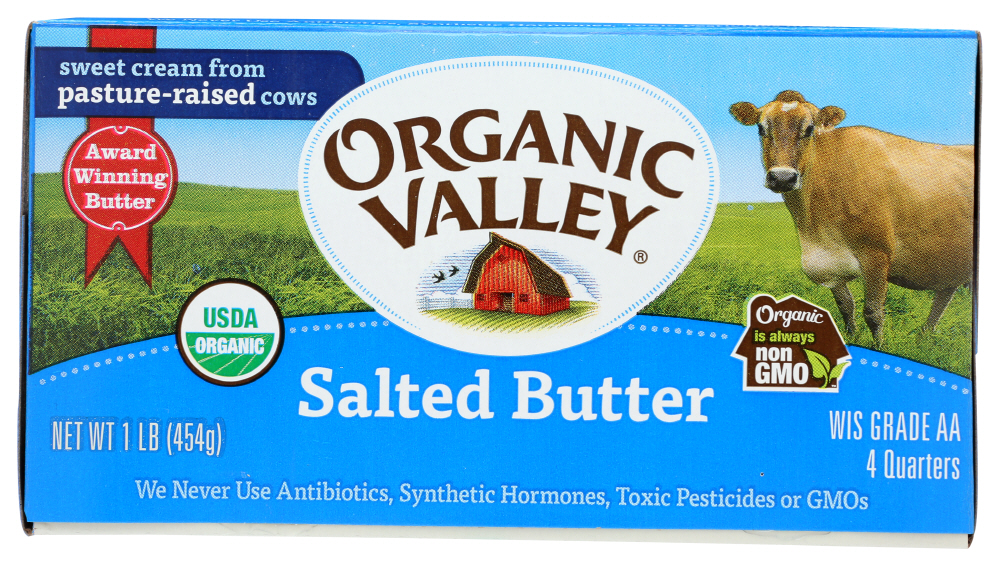 sweet cream from
pasture-raised cows
Award
Winning
Butter
ORGANIC
VALLEY®
USDA
ORGANIC
Organic
is always
non
GMO
Salted Butter
NET WT 1 LB (454g)
WIS GRADE AA
4 Quarters
We Never Use Antibiotics, Synthetic Hormones, Toxic Pesticides or GMOs